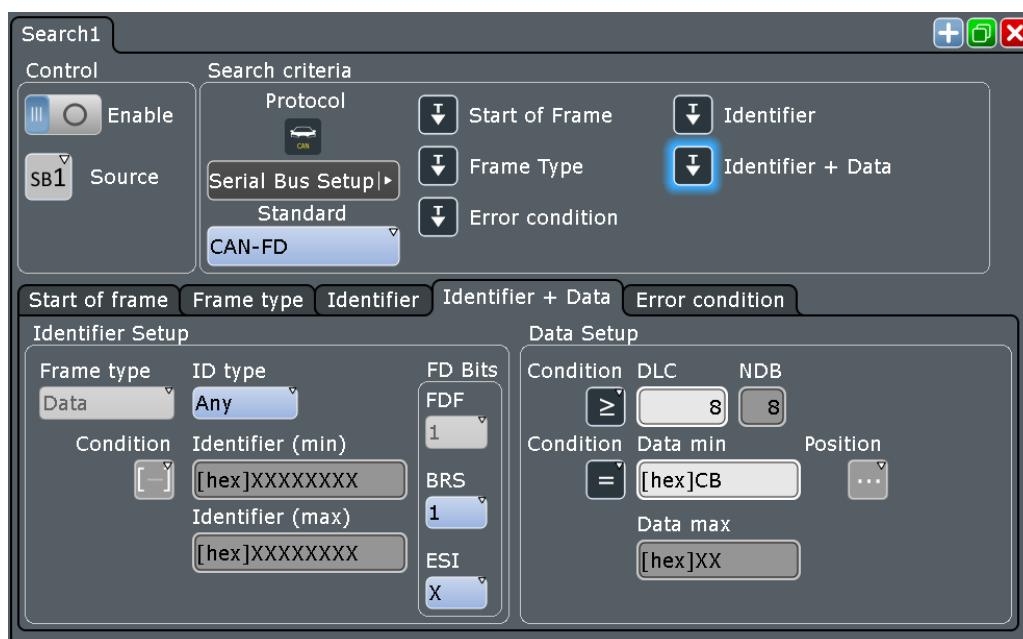 Search1
Control
Search criteria
Enable
SB1 Source
Protocol
CAN
Serial Bus Setup
Standard
CAN-FD
Start of Frame
Frame Type
Error condition
Identifier
Identifier + Data
Start of frame Frame type Identifier Identifier + Data Error condition
Identifier Setup
Frame type ID type
Data Any
Condition Identifier (min)
[—] [hex]XXXXXXXX
Identifier (max)
[hex]XXXXXXXX
FD Bits
FDF
1
BRS
1
ESI
X
Data Setup
Condition DLC NDB
≥ 8 8
Condition Data min Position
= [hex]CB ...
Data max
[hex]XX